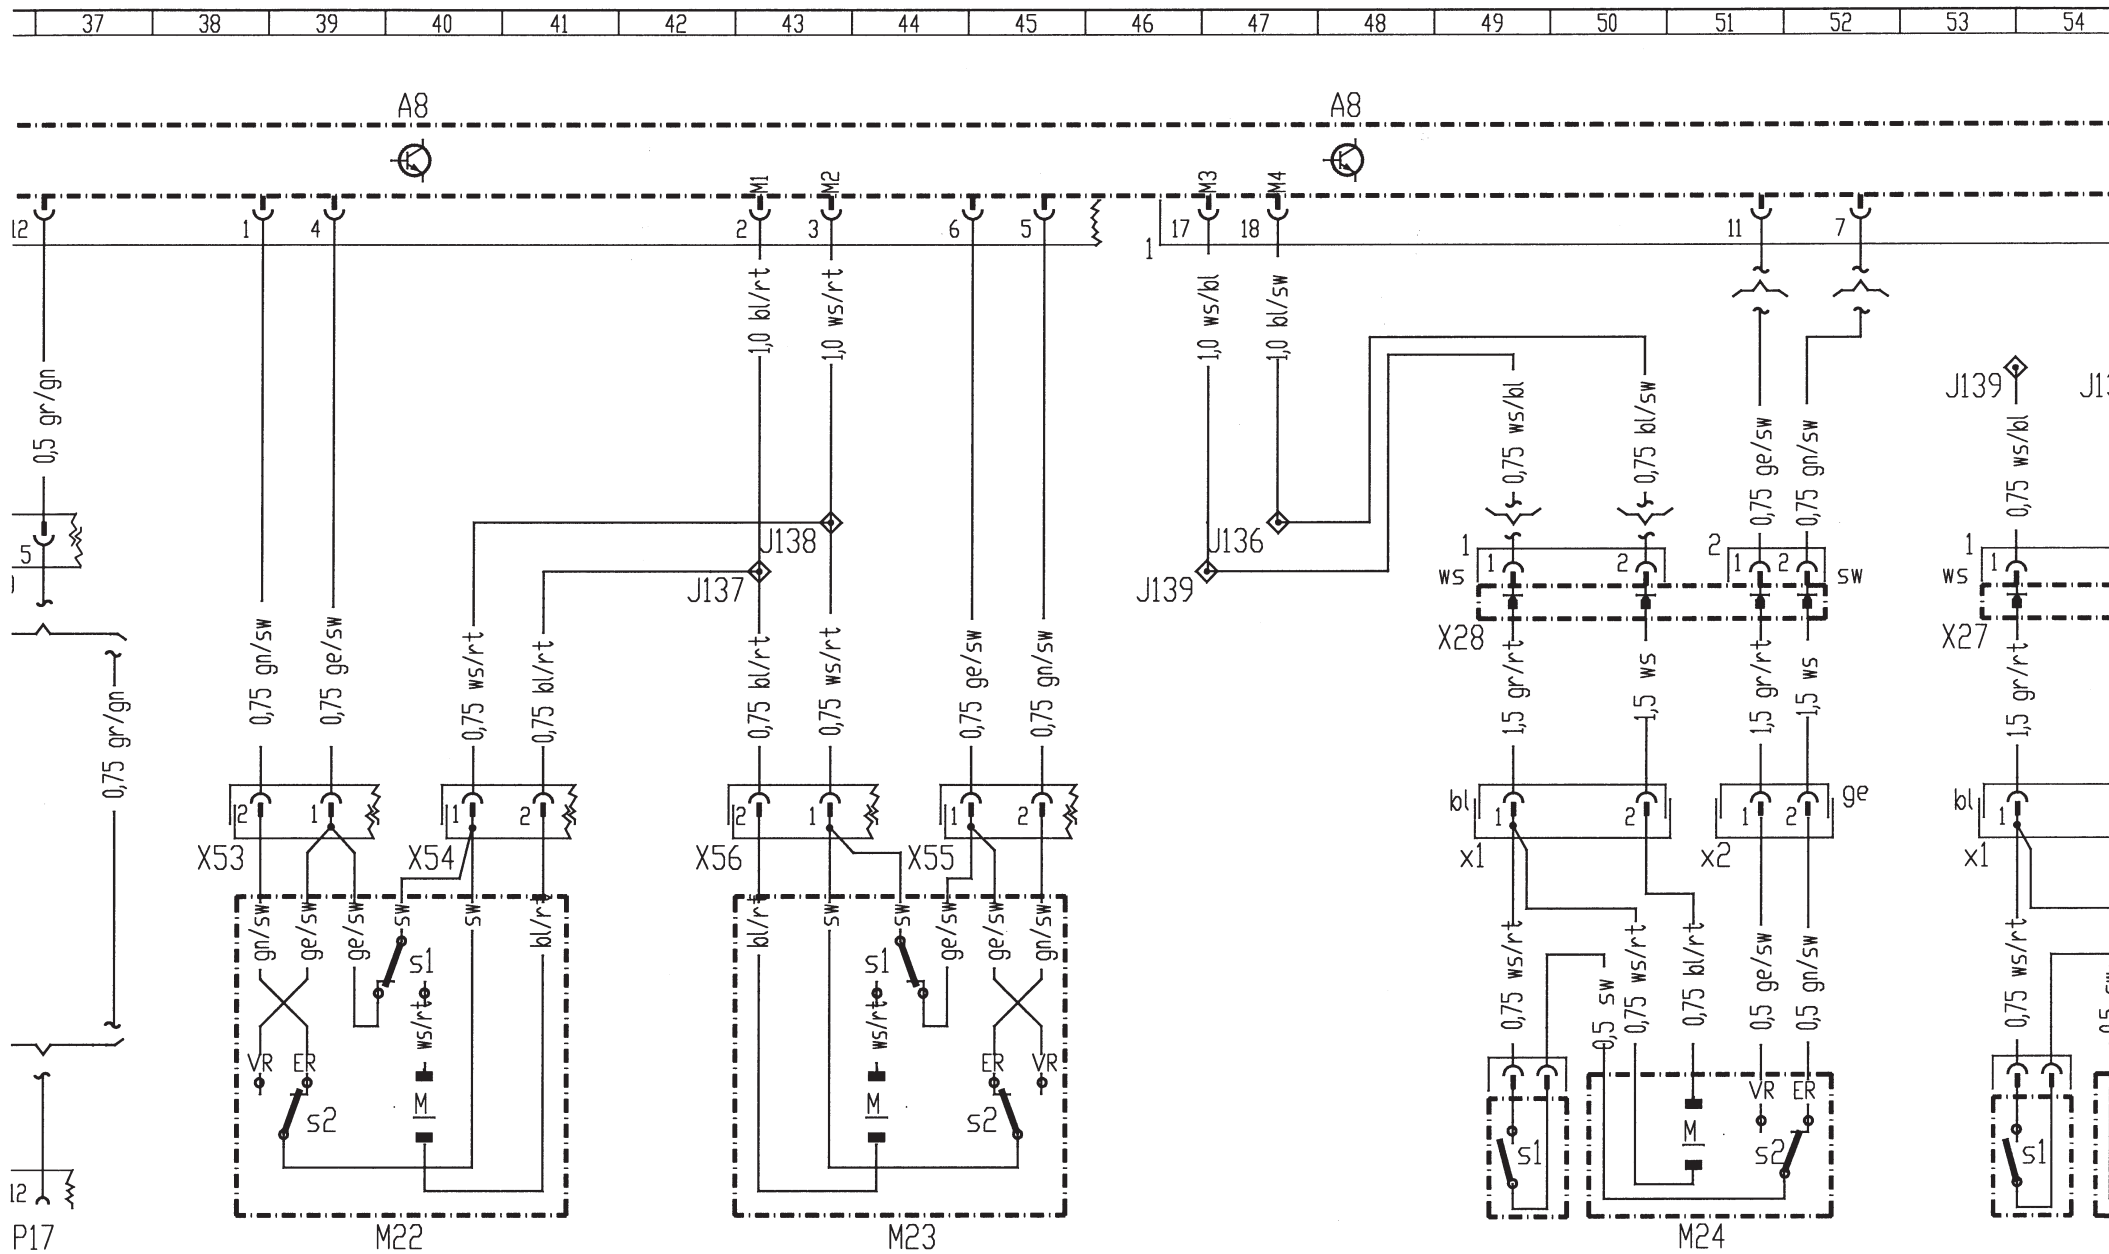 37 38 39 40 41 42 43 44 45 46 47 48 49 50 51 52 53 54
A8 A8
M1 M2 M3 M4
12 1 4 2 3 6 5 17 18 11 7
1
1,0 bl/rt 1,0 ws/rt 1,0 ws/bl 1,0 bl/sw
0,5 gr/gn
J139
0,75 ws/bl 0,75 bl/sw 0,75 ge/sw 0,75 gn/sw 0,75 ws/bl
J138 J136
5 1 1 2 2 1 2 1 1
J137 J139 ws sw ws
X28 X27
0,75 gn/sw 0,75 ge/sw 0,75 ws/rt 0,75 bl/rt 0,75 bl/rt 0,75 ws/rt 0,75 ge/sw 0,75 gn/sw 1,5 gr/rt 1,5 ws 1,5 gr/rt 1,5 ws 1,5 gr/rt
0,75 gr/gn
2 1 1 2 2 1 1 2 bl 1 2 1 2 ge bl 1
X53 X54 X56 X55 x1 x2 x1
gn/sw ge/sw ge/sw sw sw bl/rt bl/rt sw sw ge/sw ge/sw gn/sw
0,75 ws/rt 0,5 sw 0,75 ws/rt 0,75 bl/rt 0,5 ge/sw 0,5 gn/sw 0,75 ws/rt
s1 s1
ws/rt ws/rt
VR ER ER VR
VR ER
M M
s2 s2
M
s1 s2 s1
12
P17 M22 M23 M24